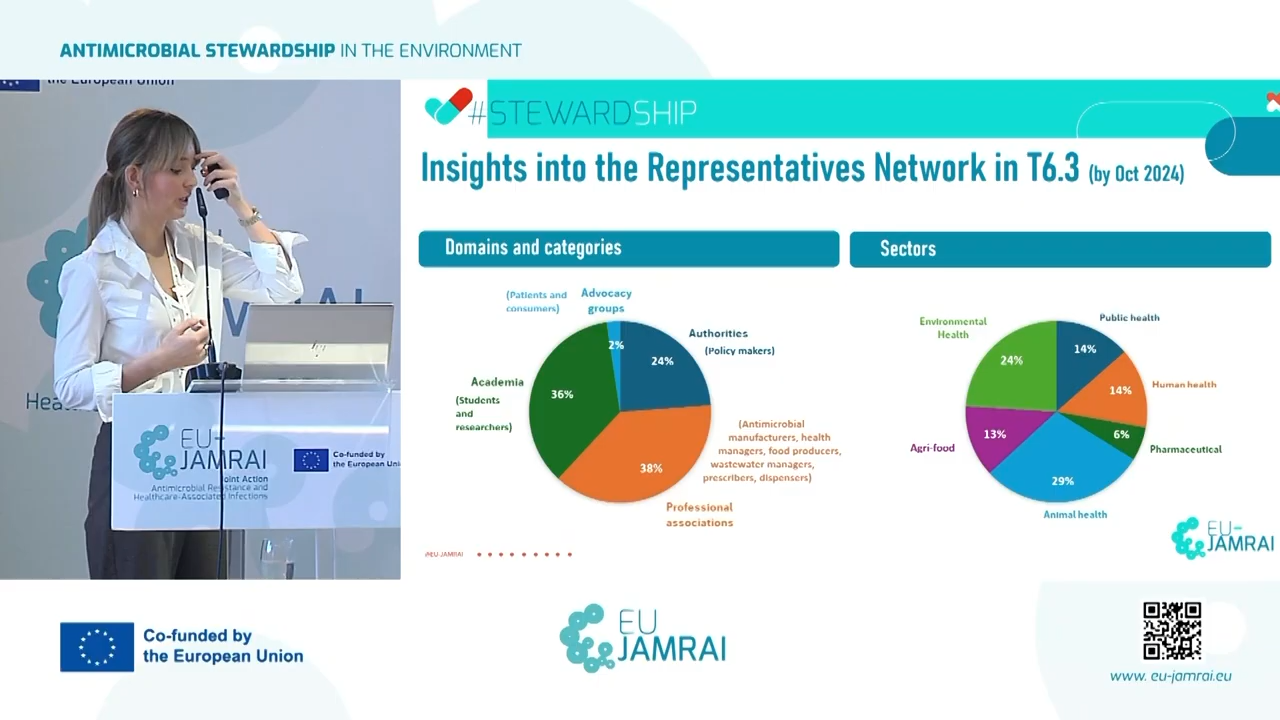 ANTIMICROBIAL STEWARDSHIP IN THE ENVIRONMENT
the European Union
#STEWARDSHIP
Insights into the Representatives Network in T6.3 (by Oct 2024)
Domains and categories
(Patients and
consumers)
Advocacy
groups
2%
Authorities
(Policy makers)
24%
Academia
(Students
and
researchers)
36%
(Antimicrobial
manufacturers, health
managers, food producers,
wastewater managers,
prescribers, dispensers)
38%
Professional
associations
Sectors
Environmental
Health
24%
Public health
14%
Human health
14%
Agri-food
13%
6%
Pharmaceutical
29%
Animal health
#EU-JAMRAI
EU-
JAMRAI
EU-
JAMRAI
Joint Action
Antimicrobial Resistance and
Healthcare-Associated Infections
Co-funded by
the European Uni
Co-funded by
the European Union
EU
JAMRAI
www. eu-jamrai.eu